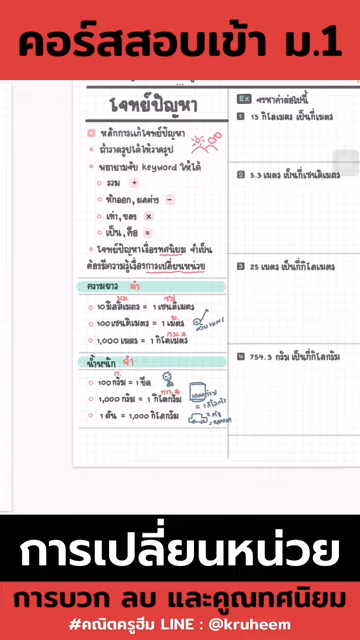 คอร์สสอบเข้า ม.1
โจทย์ปัญหา
หลักการแก้โจทย์ปัญหา
ถ้าวาดรูปได้ให้วาดรูป
พยายามจับ keyword ให้ได้
รวม +
หักออก, ผลต่าง -
เท่า, ของ ×
เป็น, คือ =
โจทย์ปัญหาเรื่องทศนิยม จำเป็น
ต้องมีความรู้เรื่องการเปลี่ยนหน่วย
ความยาว จำ
มม. ซม.
10 มิลลิเมตร = 1 เซนติเมตร
ม.
100 เซนติเมตร = 1 เมตร
กม.
1,000 เมตร = 1 กิโลเมตร
น้ำหนัก จำ
ก.
100 กรัม = 1 ขีด
กก.
1,000 กรัม = 1 กิโลกรัม
1 ตัน = 1,000 กิโลกรัม
Ex จงหาค่าต่อไปนี้
1 13 กิโลเมตร เป็นกี่เมตร
2 5.3 เมตร เป็นกี่เซนติเมตร
3 25 เมตร เป็นกี่กิโลเมตร
4 754.3 กรัม เป็นกี่กิโลกรัม
การเปลี่ยนหน่วย
การบวก ลบ และคูณทศนิยม
#คณิตครูฮีม LINE : @kruheem